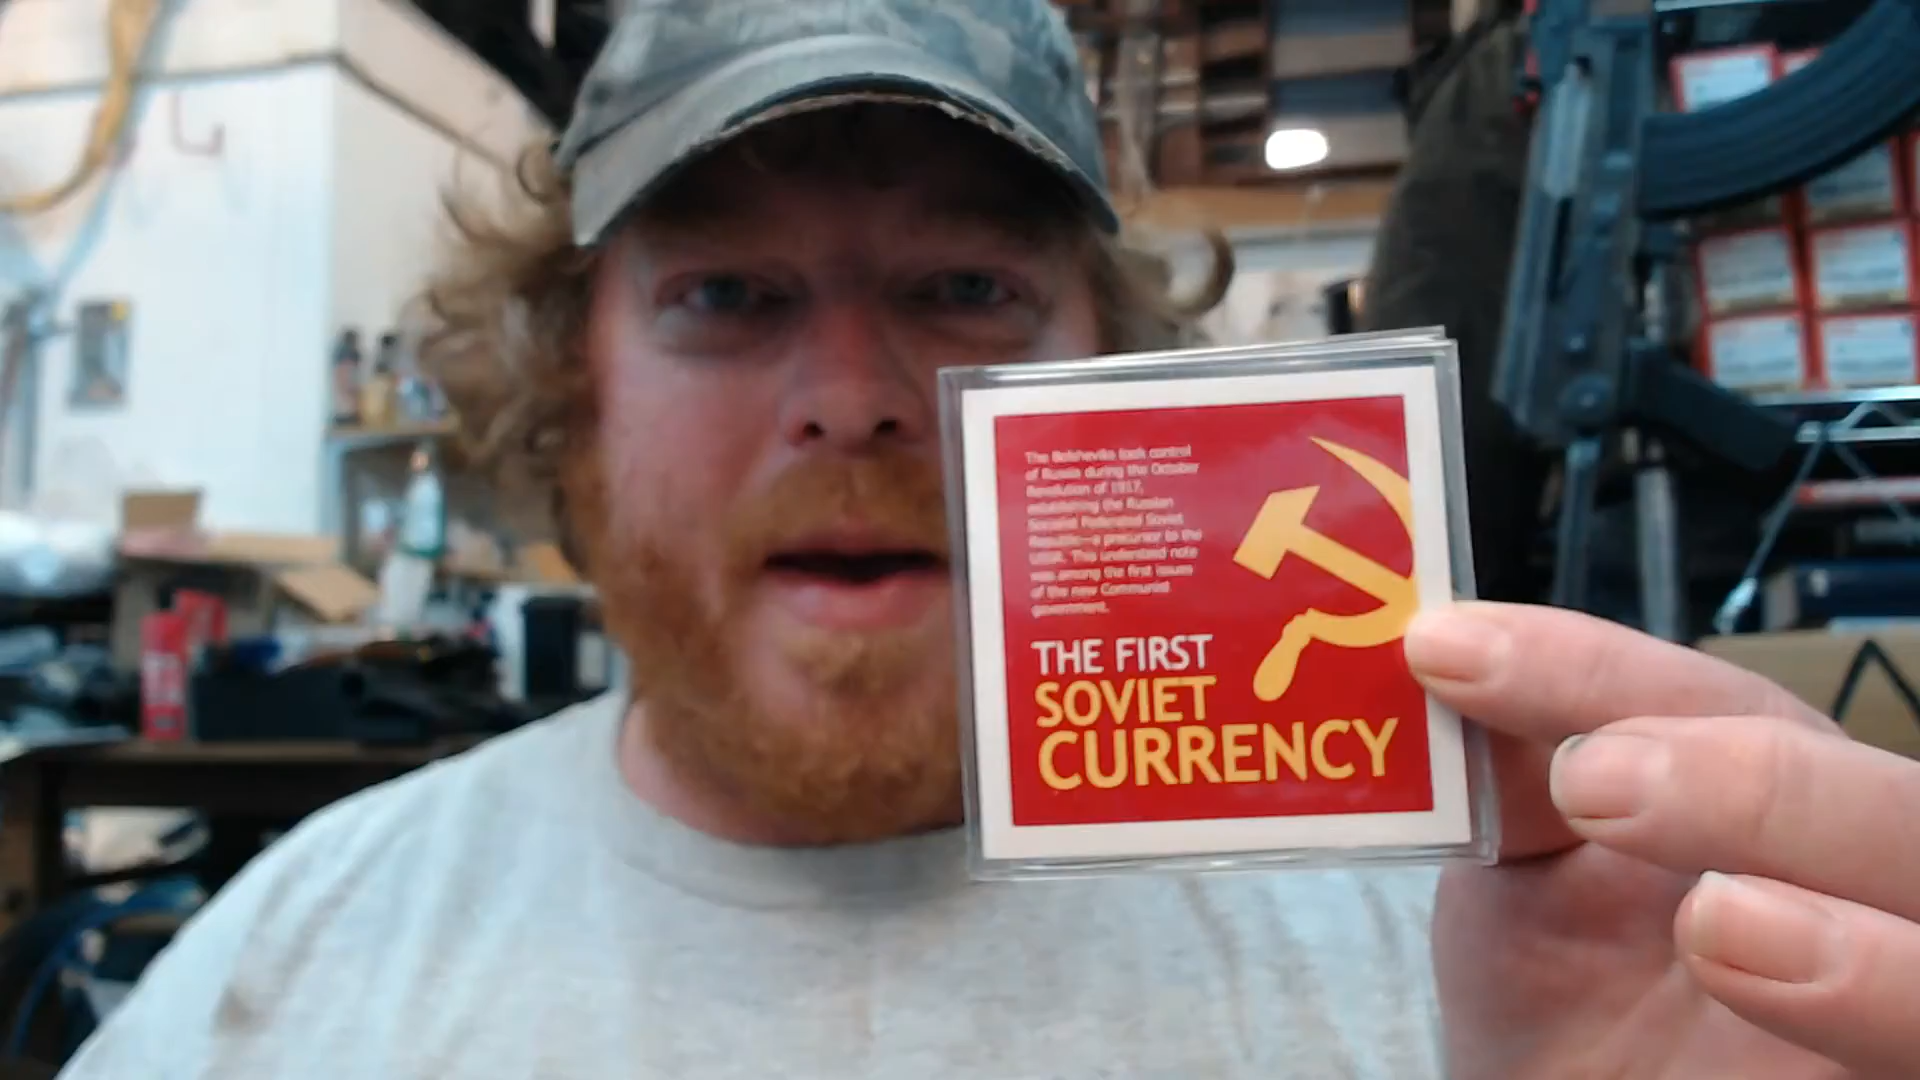 The Bolsheviks took control
of Russia during the October
Revolution of 1917,
establishing the Russian
Socialist Federated Soviet
Republic—a precursor to the
USSR. This undersized note
was among the first issues
of the new Communist
government.
THE FIRST
SOVIET
CURRENCY